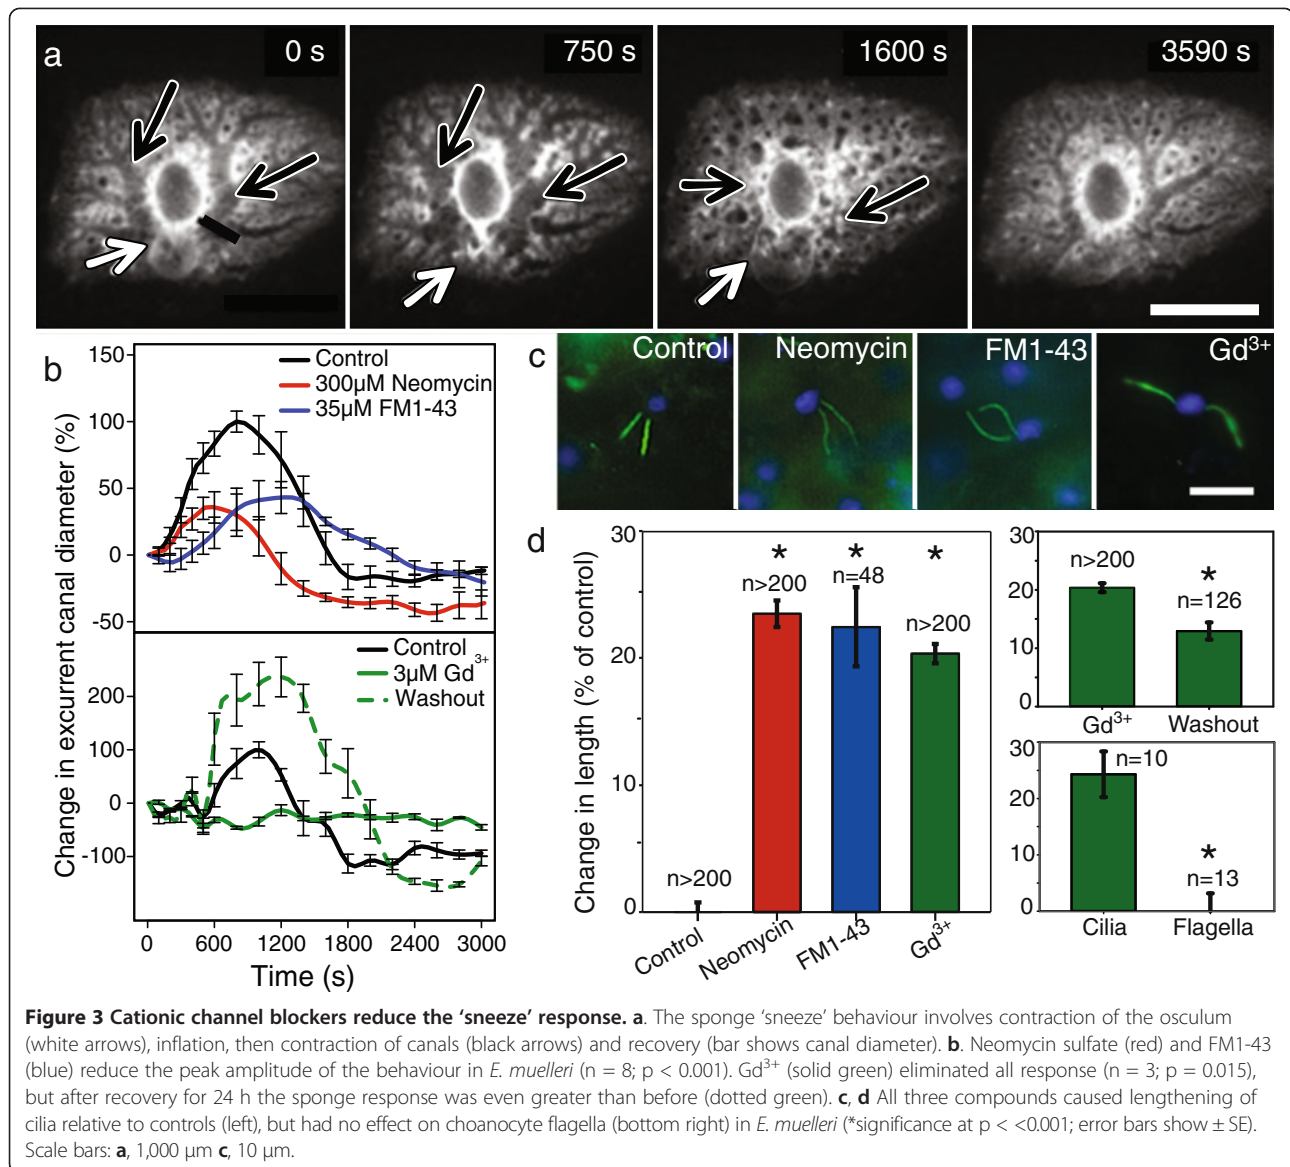 a
0 s
750 s
1600 s
3590 s
b
150
100
50
0
-50
Control
300µM Neomycin
35µM FM1-43
200
100
0
-100
Control
3µM Gd³⁺
Washout
Change in excurrent canal diameter (%)
0 600 1200 1800 2400 3000
Time (s)
c
Control
Neomycin
FM1-43
Gd³⁺
d
30
20
10
0
Change in length (% of control)
n>200
*
n>200
*
n=48
*
n>200
Control
Neomycin
FM1-43
Gd³⁺
30
20
10
0
n>200
*
n=126
Gd³⁺ Washout
30
20
10
0
n=10
*
n=13
Cilia Flagella
Figure 3 Cationic channel blockers reduce the ‘sneeze’ response. a. The sponge ‘sneeze’ behaviour involves contraction of the osculum
(white arrows), inflation, then contraction of canals (black arrows) and recovery (bar shows canal diameter). b. Neomycin sulfate (red) and FM1-43
(blue) reduce the peak amplitude of the behaviour in E. muelleri (n = 8; p < 0.001). Gd³⁺ (solid green) eliminated all response (n = 3; p = 0.015),
but after recovery for 24 h the sponge response was even greater than before (dotted green). c, d All three compounds caused lengthening of
cilia relative to controls (left), but had no effect on choanocyte flagella (bottom right) in E. muelleri (*significance at p < <0.001; error bars show ± SE).
Scale bars: a, 1,000 µm c, 10 µm.